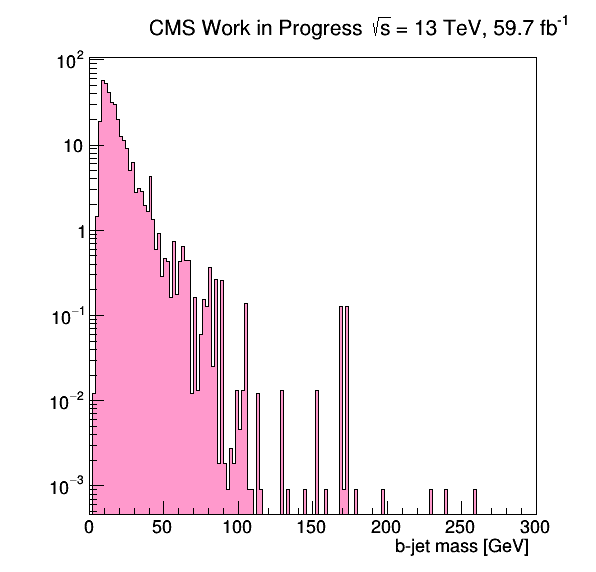 CMS Work in Progress √s = 13 TeV, 59.7 fb⁻¹
10²
10
1
10⁻¹
10⁻²
10⁻³
0 50 100 150 200 250 300
b-jet mass [GeV]